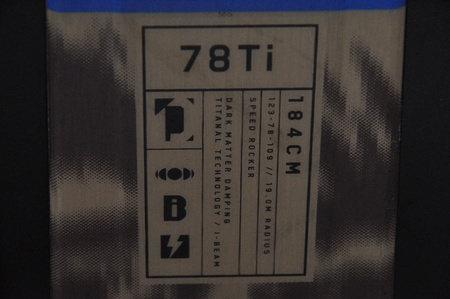 78Ti
184CM
123-78-109 // 19.0M RADIUS
SPEED ROCKER
DARK MATTER DAMPING
TITANAL TECHNOLOGY / I-BEAM
P
B